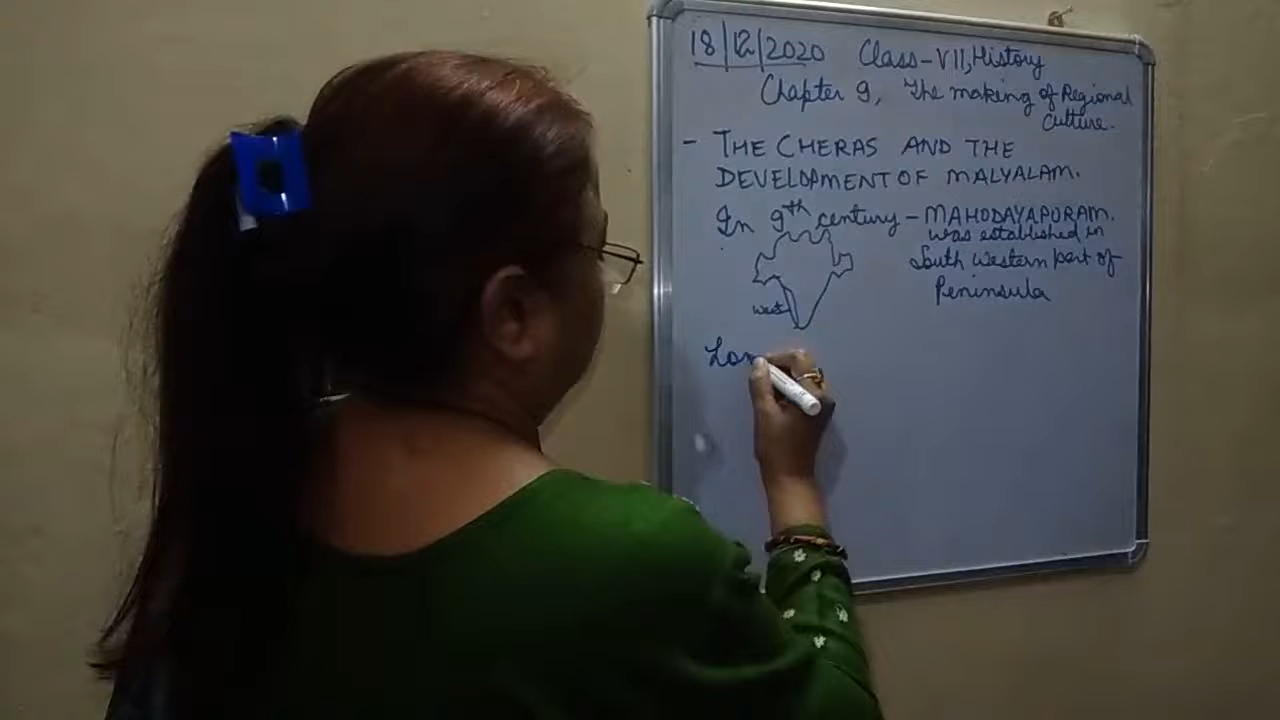 18/12/2020 Class-VII, History
Chapter 9, The making of Regional
Culture.
- THE CHERAS AND THE
DEVELOPMENT OF MALYALAM.
In 9th century - MAHODAYAPURAM.
was established in
South Western part of
Peninsula
west
Lan